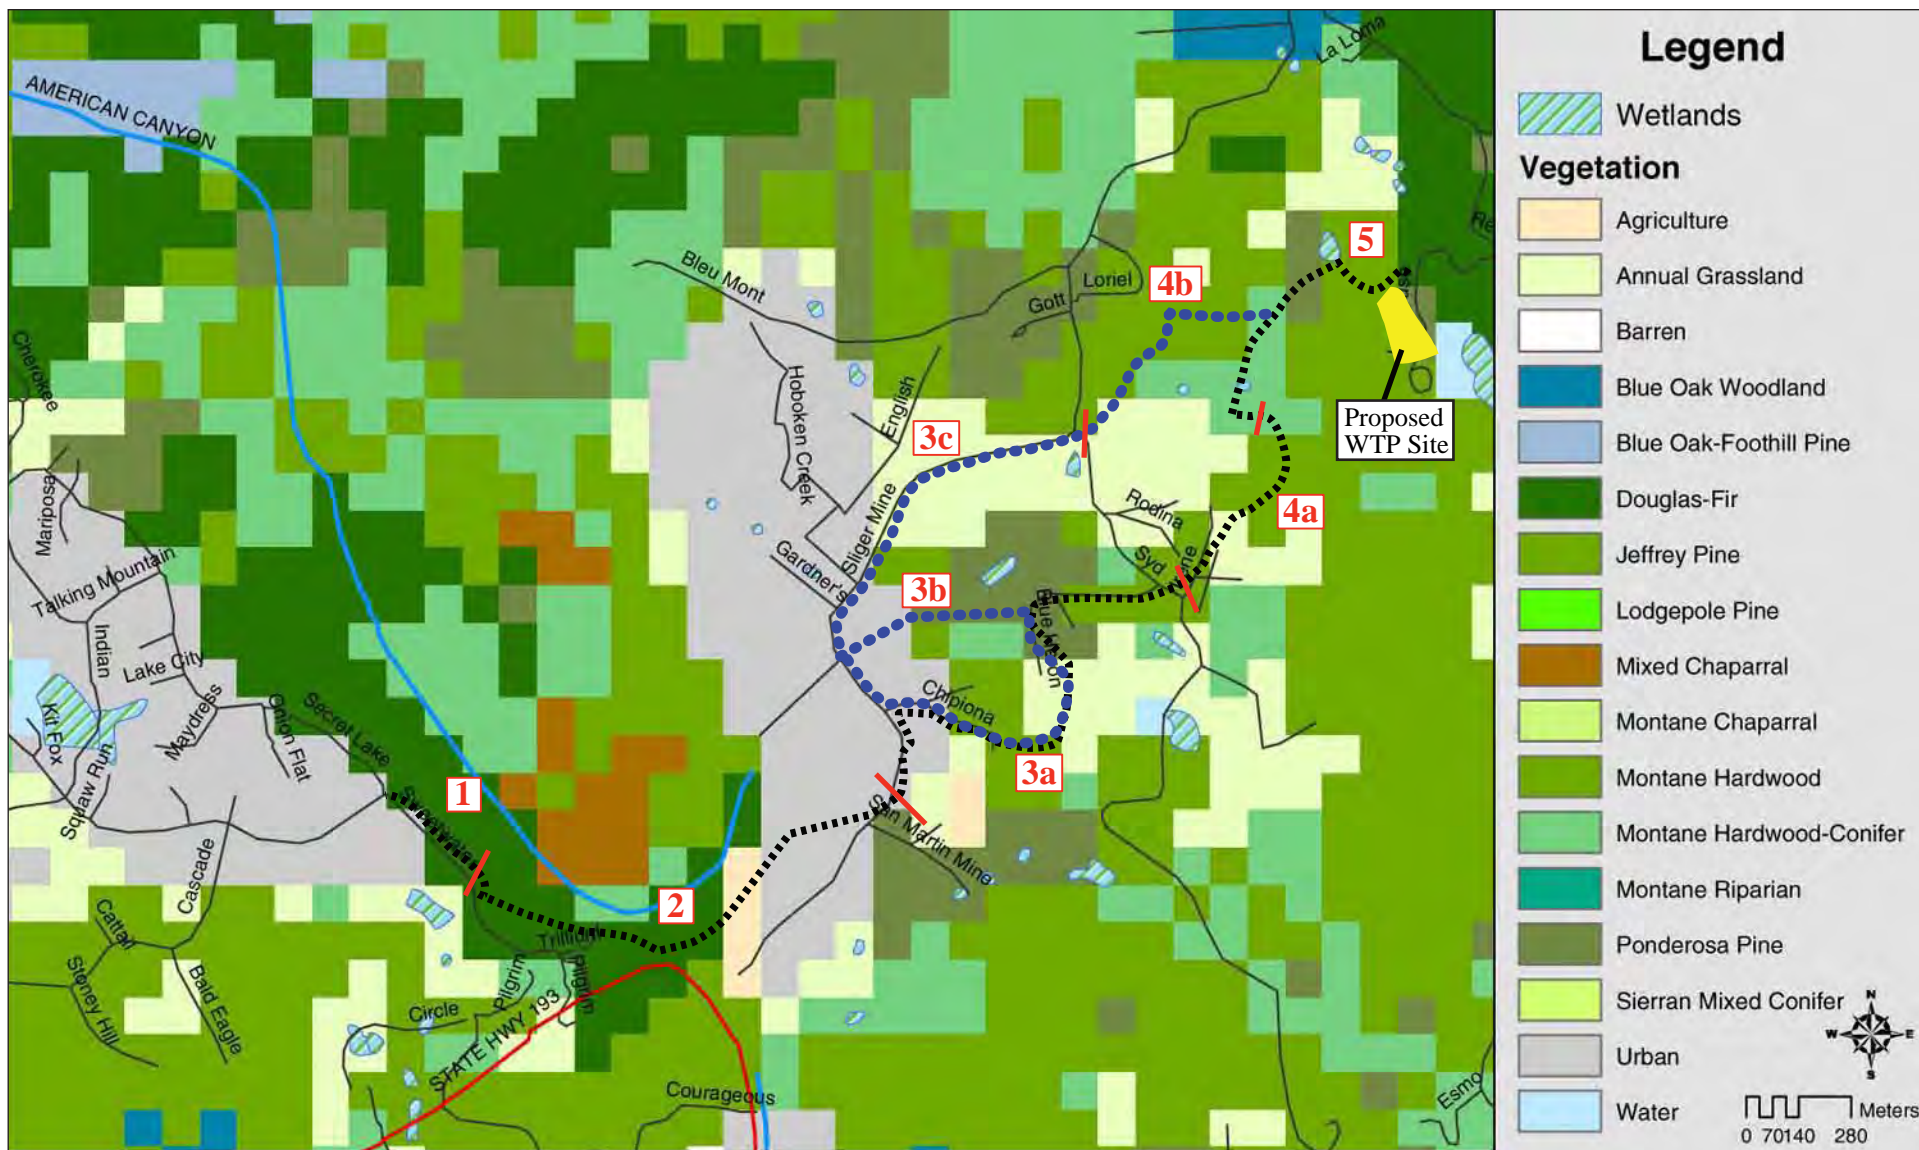 AMERICAN CANYON
La Loma
Bleu Mont
Loriel
Gott
4b
5
Cherokee
Hoboken Creek
English
3c
Proposed
WTP Site
Mariposa
Sliger Mine
Rodina
4a
Gardner's
Syd
Talking Mountain
3b
Blue Heron
Indian
Lake City
Chipiona
Maydress
Onion Flat
Secret Lake
Kit Fox
Squaw Run
1
3a
Sweetwater
San Martin Mine
Cascade
2
Cattail
Trillium
Stoney Hill
Bald Eagle
Pilgrim
Pilgrim
Circle
STATE HWY 193
Courageous
Esmo
Legend
Wetlands
Vegetation
Agriculture
Annual Grassland
Barren
Blue Oak Woodland
Blue Oak-Foothill Pine
Douglas-Fir
Jeffrey Pine
Lodgepole Pine
Mixed Chaparral
Montane Chaparral
Montane Hardwood
Montane Hardwood-Conifer
Montane Riparian
Ponderosa Pine
Sierran Mixed Conifer
Urban
Water
N
W E
S
Meters
0 70140 280